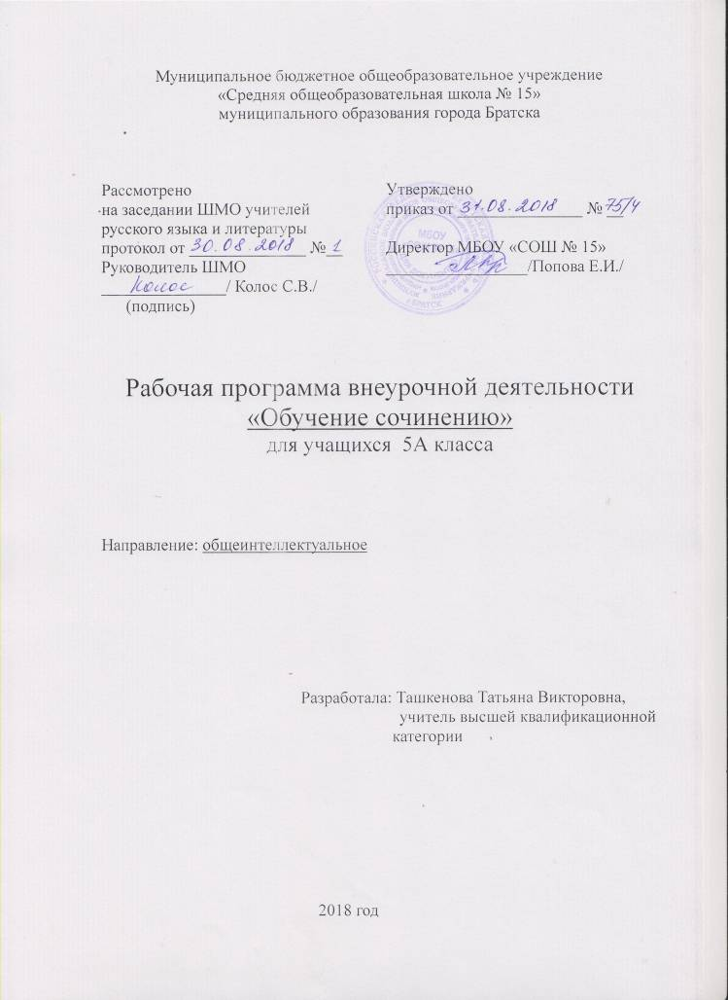 Муниципальное бюджетное общеобразовательное учреждение
«Средняя общеобразовательная школа № 15»
муниципального образования города Братска
Рассмотрено
на заседании ШМО учителей
русского языка и литературы
протокол от 30.08.2018 № 1
Руководитель ШМО
Колос / Колос С.В./
(подпись)
Утверждено
приказ от 31.08.2018 № 75/4
Директор МБОУ «СОШ № 15»
/Попова Е.И./
МБОУ
БРАТСК
Рабочая программа внеурочной деятельности
«Обучение сочинению»
для учащихся 5А класса
Направление: общеинтеллектуальное
Разработала: Ташкенова Татьяна Викторовна,
учитель высшей квалификационной
категории
2018 год